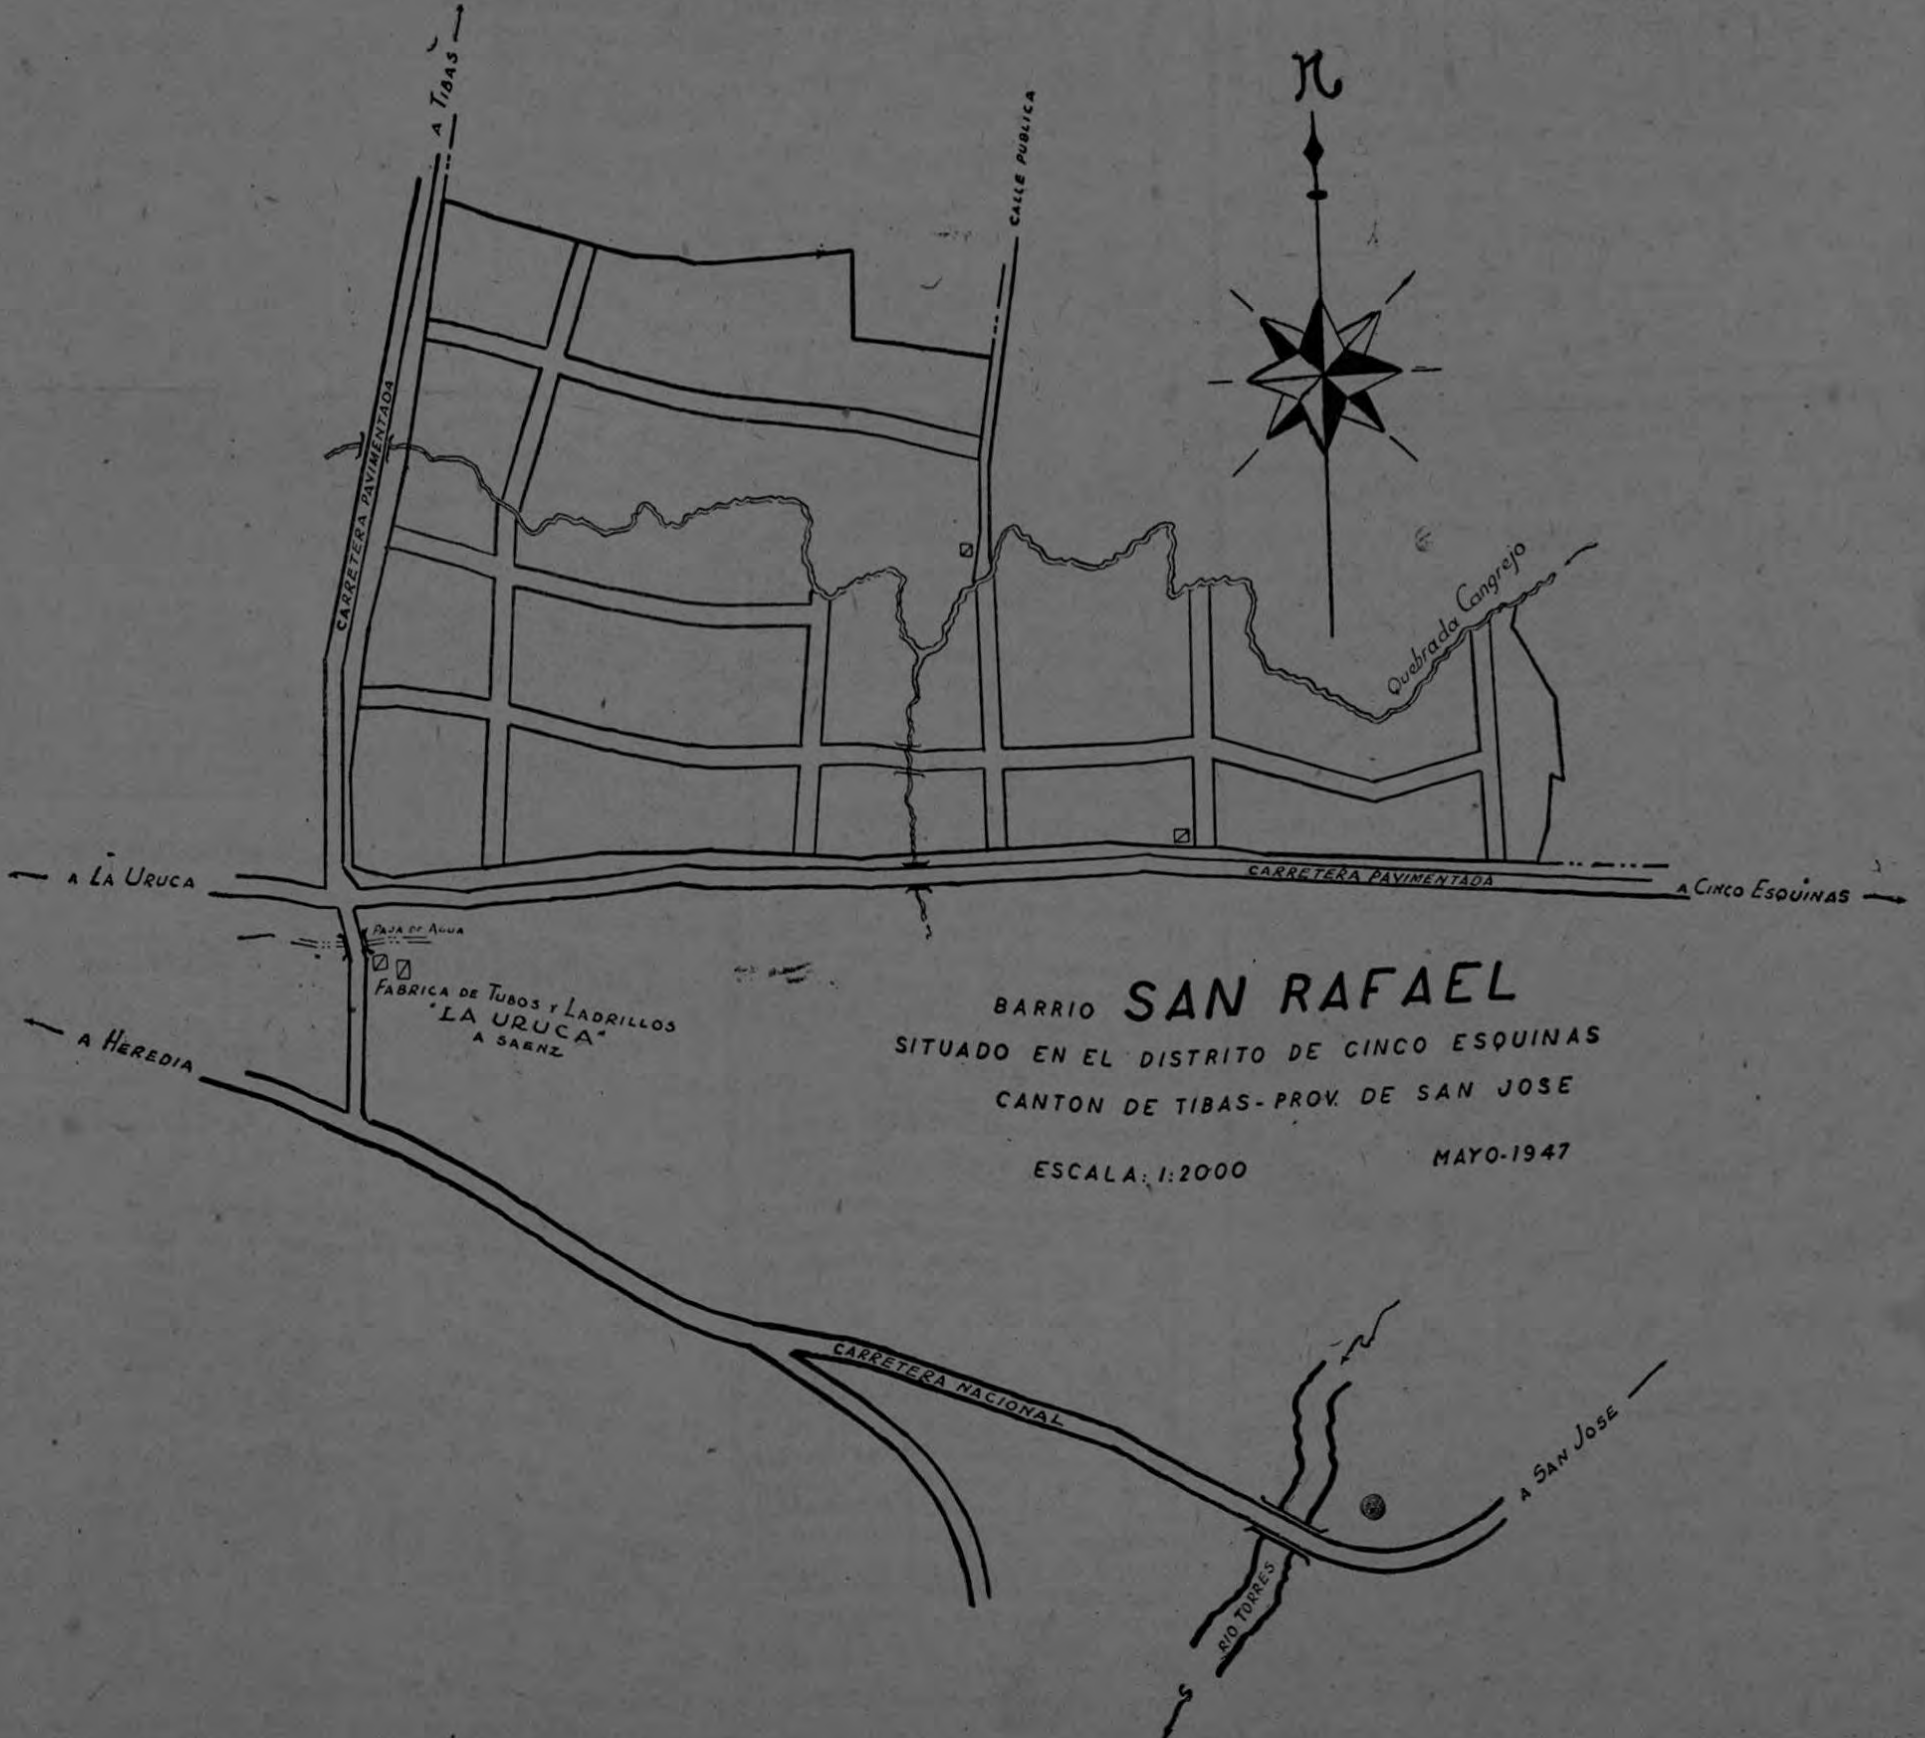 A TIBAS
N
CALLE PUBLICA
CARRETERA PAVIMENTADA
Quebrada Cangrejo
A LA URUCA
CARRETERA PAVIMENTADA
A CINCO ESQUINAS
PAJA DE AGUA
FABRICA DE TUBOS Y LADRILLOS
"LA URUCA"
A SAENZ
A HEREDIA
BARRIO SAN RAFAEL
SITUADO EN EL DISTRITO DE CINCO ESQUINAS
CANTON DE TIBAS-PROV. DE SAN JOSE
ESCALA: 1:2000
MAYO-1947
CARRETERA NACIONAL
A SAN JOSE
RIO TORRES